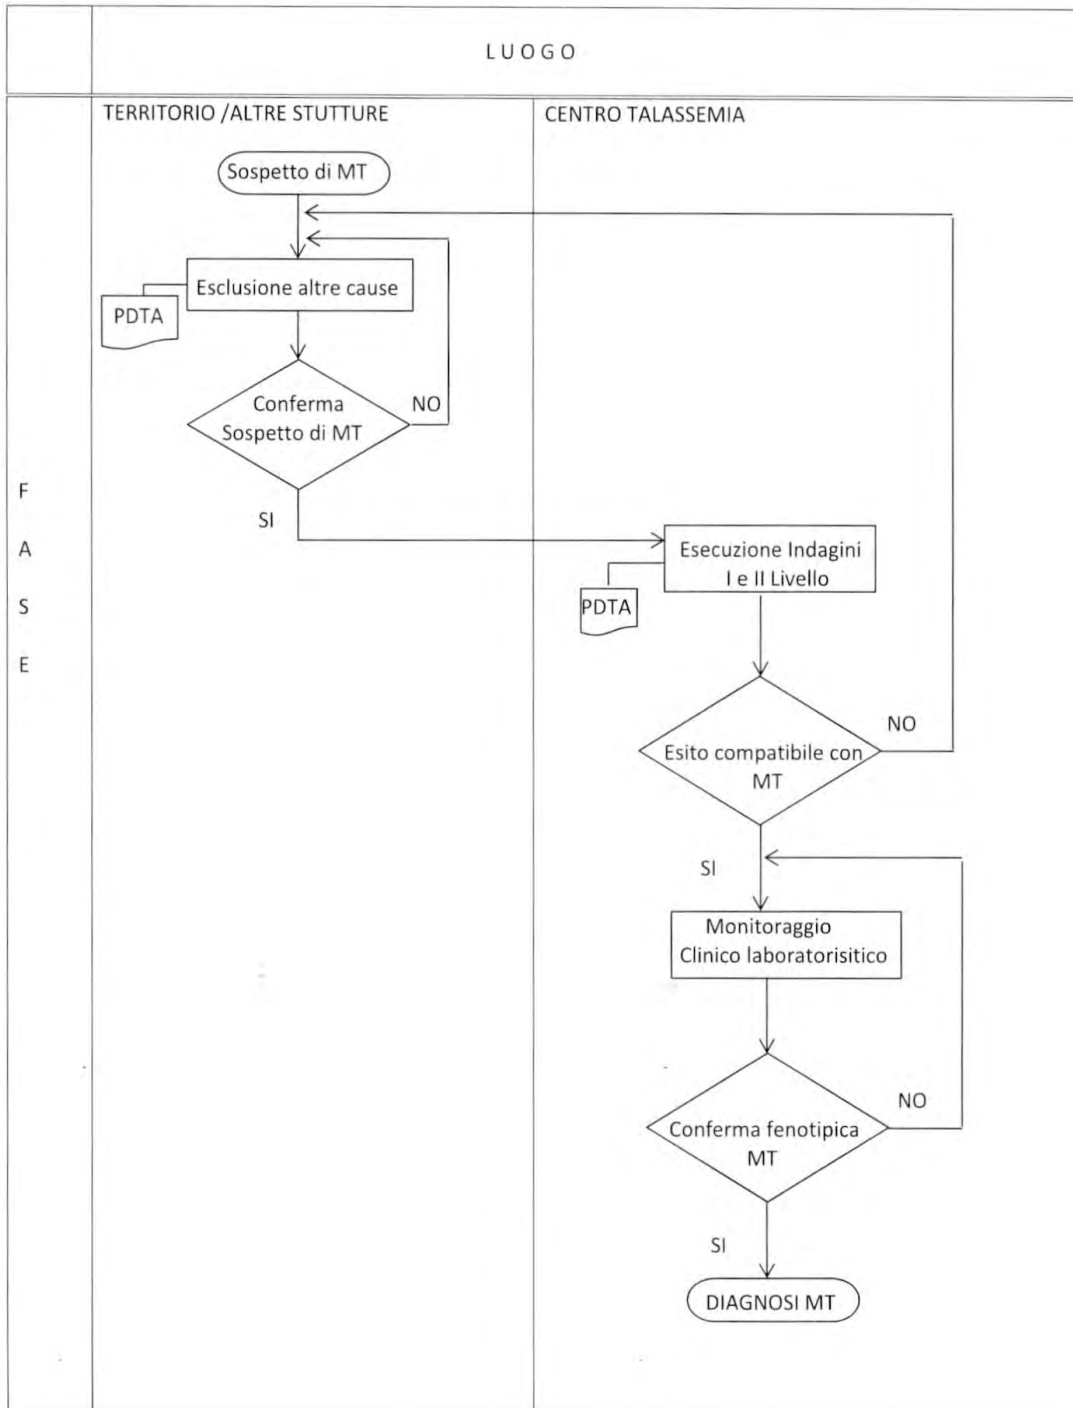 LUOGO
TERRITORIO /ALTRE STUTTURE
CENTRO TALASSEMIA
Sospetto di MT
Esclusione altre cause
PDTA
Conferma
Sospetto di MT
NO
SI
F
A
S
E
Esecuzione Indagini
I e II Livello
PDTA
Esito compatibile con
MT
NO
SI
Monitoraggio
Clinico laboratorisitico
Conferma fenotipica
MT
NO
SI
DIAGNOSI MT